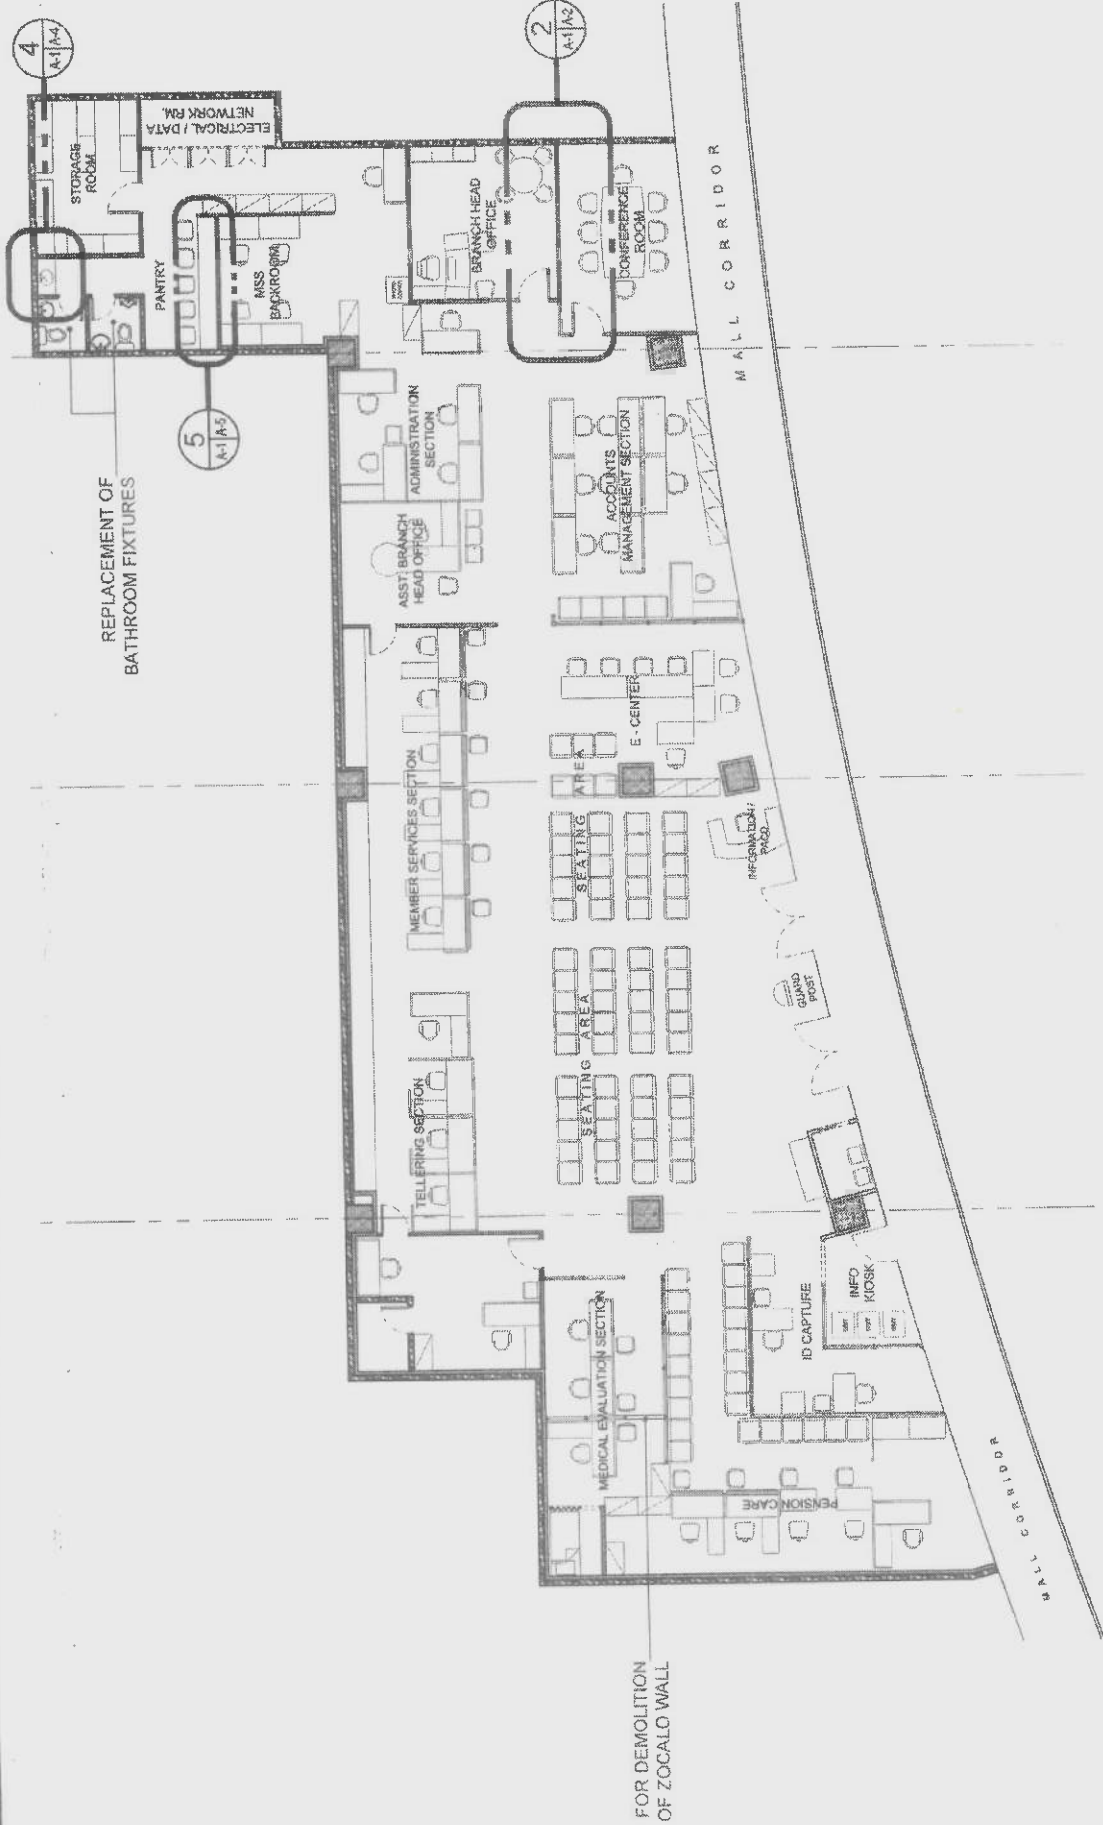 4
A-1 A-4
2
A-1 A-2
5
A-1 A-5
STORAGE
ROOM
ELECTRICAL / DATA
NETWORK RM.
PANTRY
MSS
BACKROOM
BRANCH HEAD
OFFICE
CONFERENCE
ROOM
MALL CORRIDOR
REPLACEMENT OF
BATHROOM FIXTURES
ADMINISTRATION
SECTION
ASST. BRANCH
HEAD OFFICE
ACCOUNTS
MANAGEMENT SECTION
MEMBER SERVICES SECTION
E - CENTER
SEATING AREA
INFORMATION /
PACD
SEATING AREA
GUARD
POST
TELLERING SECTION
MEDICAL EVALUATION SECTION
ID CAPTURE
INFO
KIOSK
PENSION CARE
MALL CORRIDOR
FOR DEMOLITION
OF ZOCALO WALL